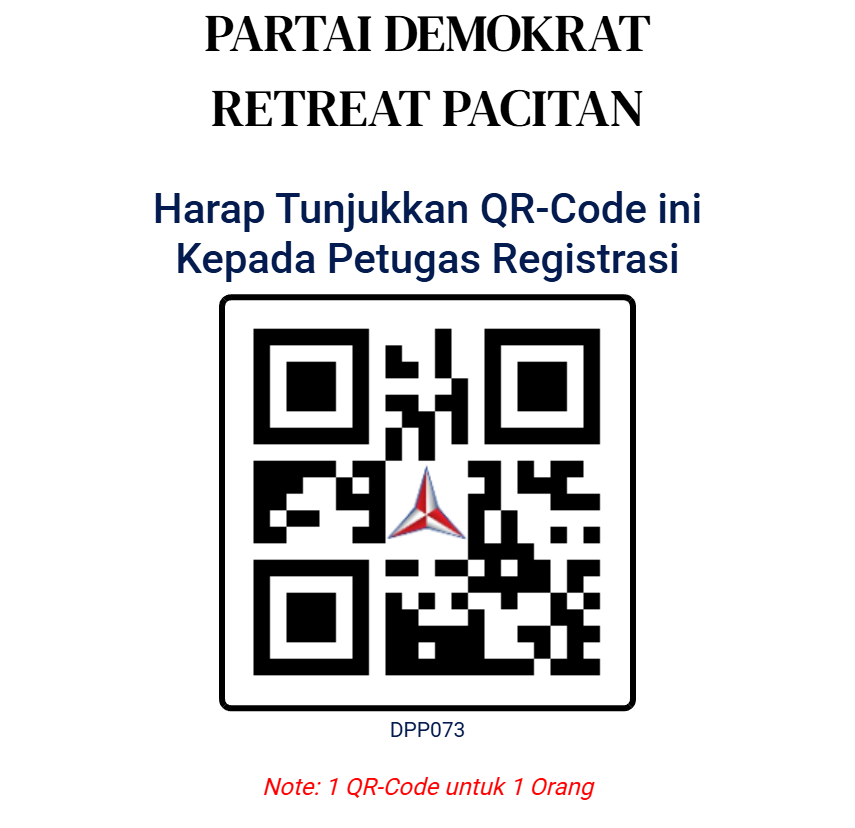 PARTAI DEMOKRAT
RETREAT PACITAN
Harap Tunjukkan QR-Code ini
Kepada Petugas Registrasi
DPP073
Note: 1 QR-Code untuk 1 Orang